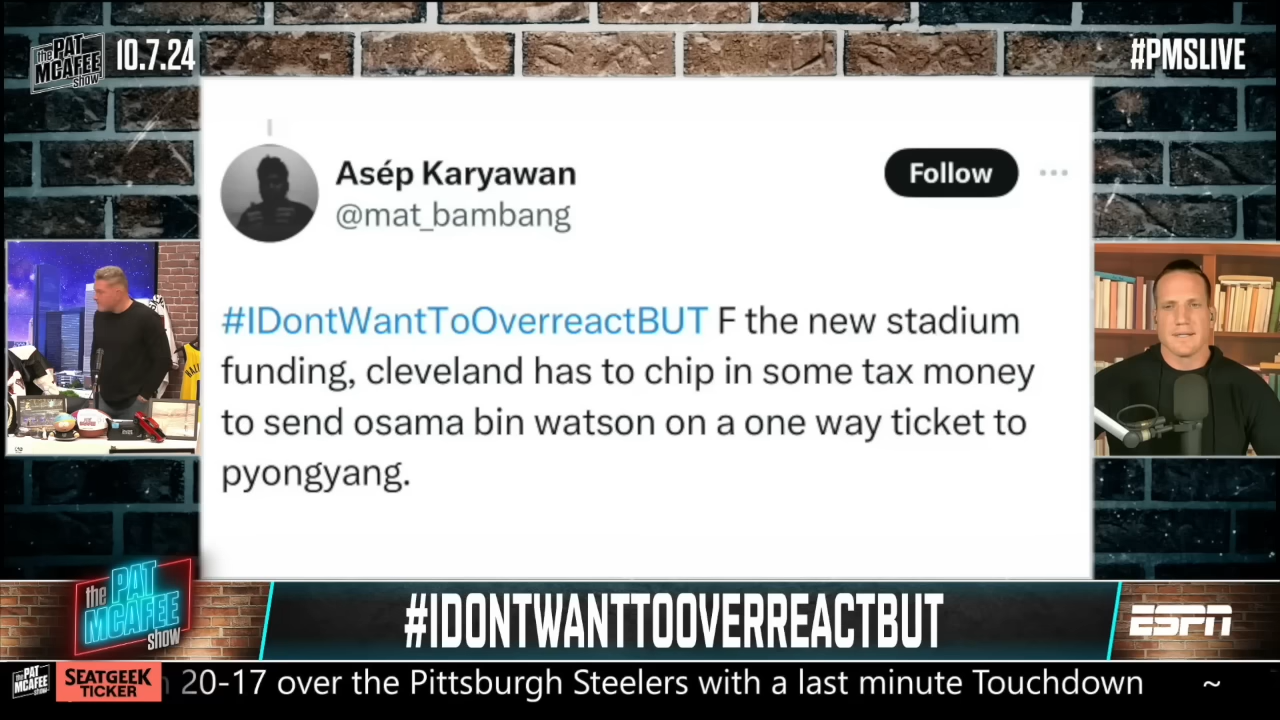 the PAT MCAFEE show
10.7.24
#PMSLIVE
Asép Karyawan
@mat_bambang
Follow
#IDontWantToOverreactBUT F the new stadium
funding, cleveland has to chip in some tax money
to send osama bin watson on a one way ticket to
pyongyang.
the PAT MCAFEE show
#IDONTWANTTOOVERREACTBUT
ESPN
the PAT MCAFEE show
SEATGEEK
TICKER
20-17 over the Pittsburgh Steelers with a last minute Touchdown ~